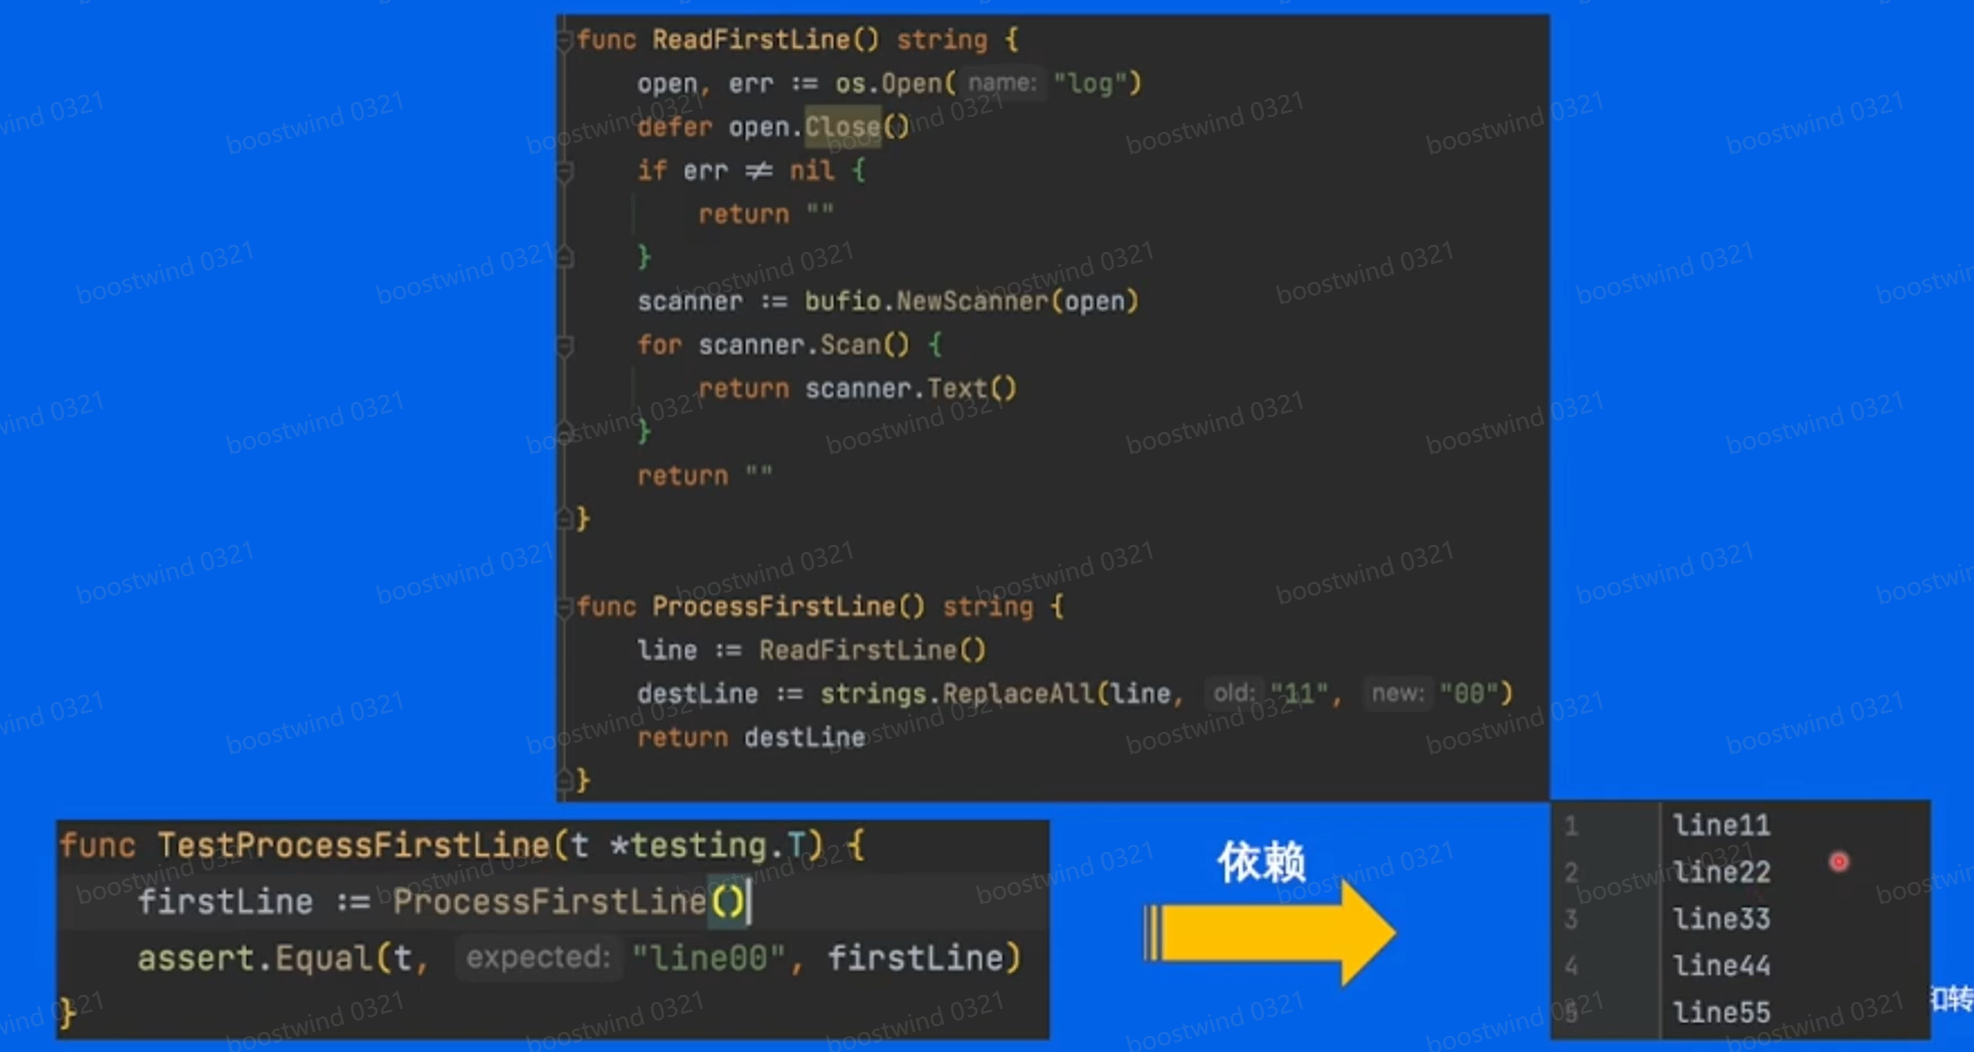 func ReadFirstLine() string {
open, err := os.Open( name: "log")
defer open.Close()
if err ≠ nil {
return ""
}
scanner := bufio.NewScanner(open)
for scanner.Scan() {
return scanner.Text()
}
return ""
}
func ProcessFirstLine() string {
line := ReadFirstLine()
destLine := strings.ReplaceAll(line, old: "11", new: "00")
return destLine
}
func TestProcessFirstLine(t *testing.T) {
firstLine := ProcessFirstLine()
assert.Equal(t, expected: "line00", firstLine)
}
依赖
1 line11
2 line22
3 line33
4 line44
5 line55
和转
boostwind 0321